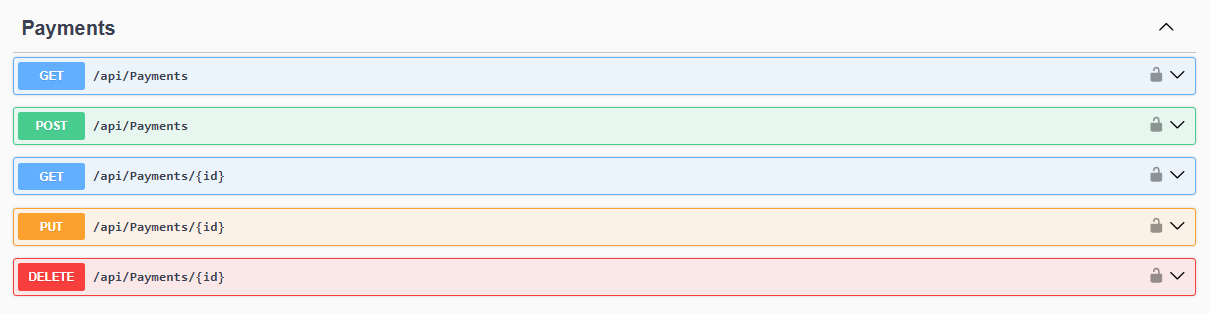 Payments
GET /api/Payments
POST /api/Payments
GET /api/Payments/{id}
PUT /api/Payments/{id}
DELETE /api/Payments/{id}